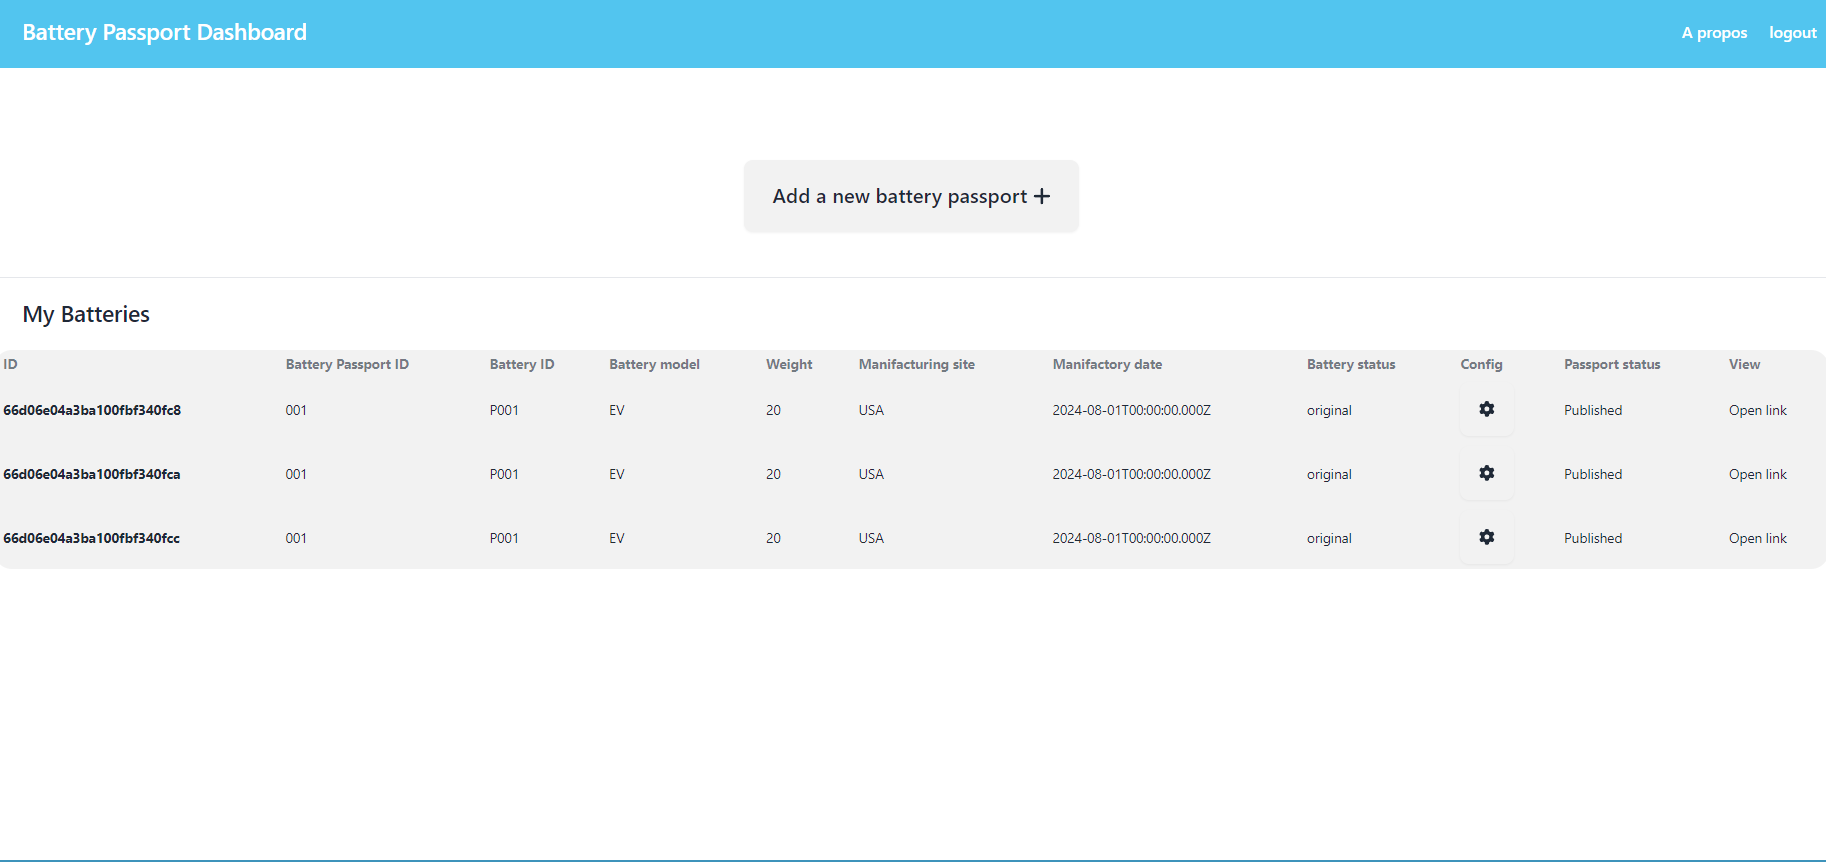 Battery Passport Dashboard A propos logout
Add a new battery passport +
My Batteries
ID Battery Passport ID Battery ID Battery model Weight Manifacturing site Manifactory date Battery status Config Passport status View
66d06e04a3ba100fbf340fc8 001 P001 EV 20 USA 2024-08-01T00:00:00.000Z original Published Open link
66d06e04a3ba100fbf340fca 001 P001 EV 20 USA 2024-08-01T00:00:00.000Z original Published Open link
66d06e04a3ba100fbf340fcc 001 P001 EV 20 USA 2024-08-01T00:00:00.000Z original Published Open link